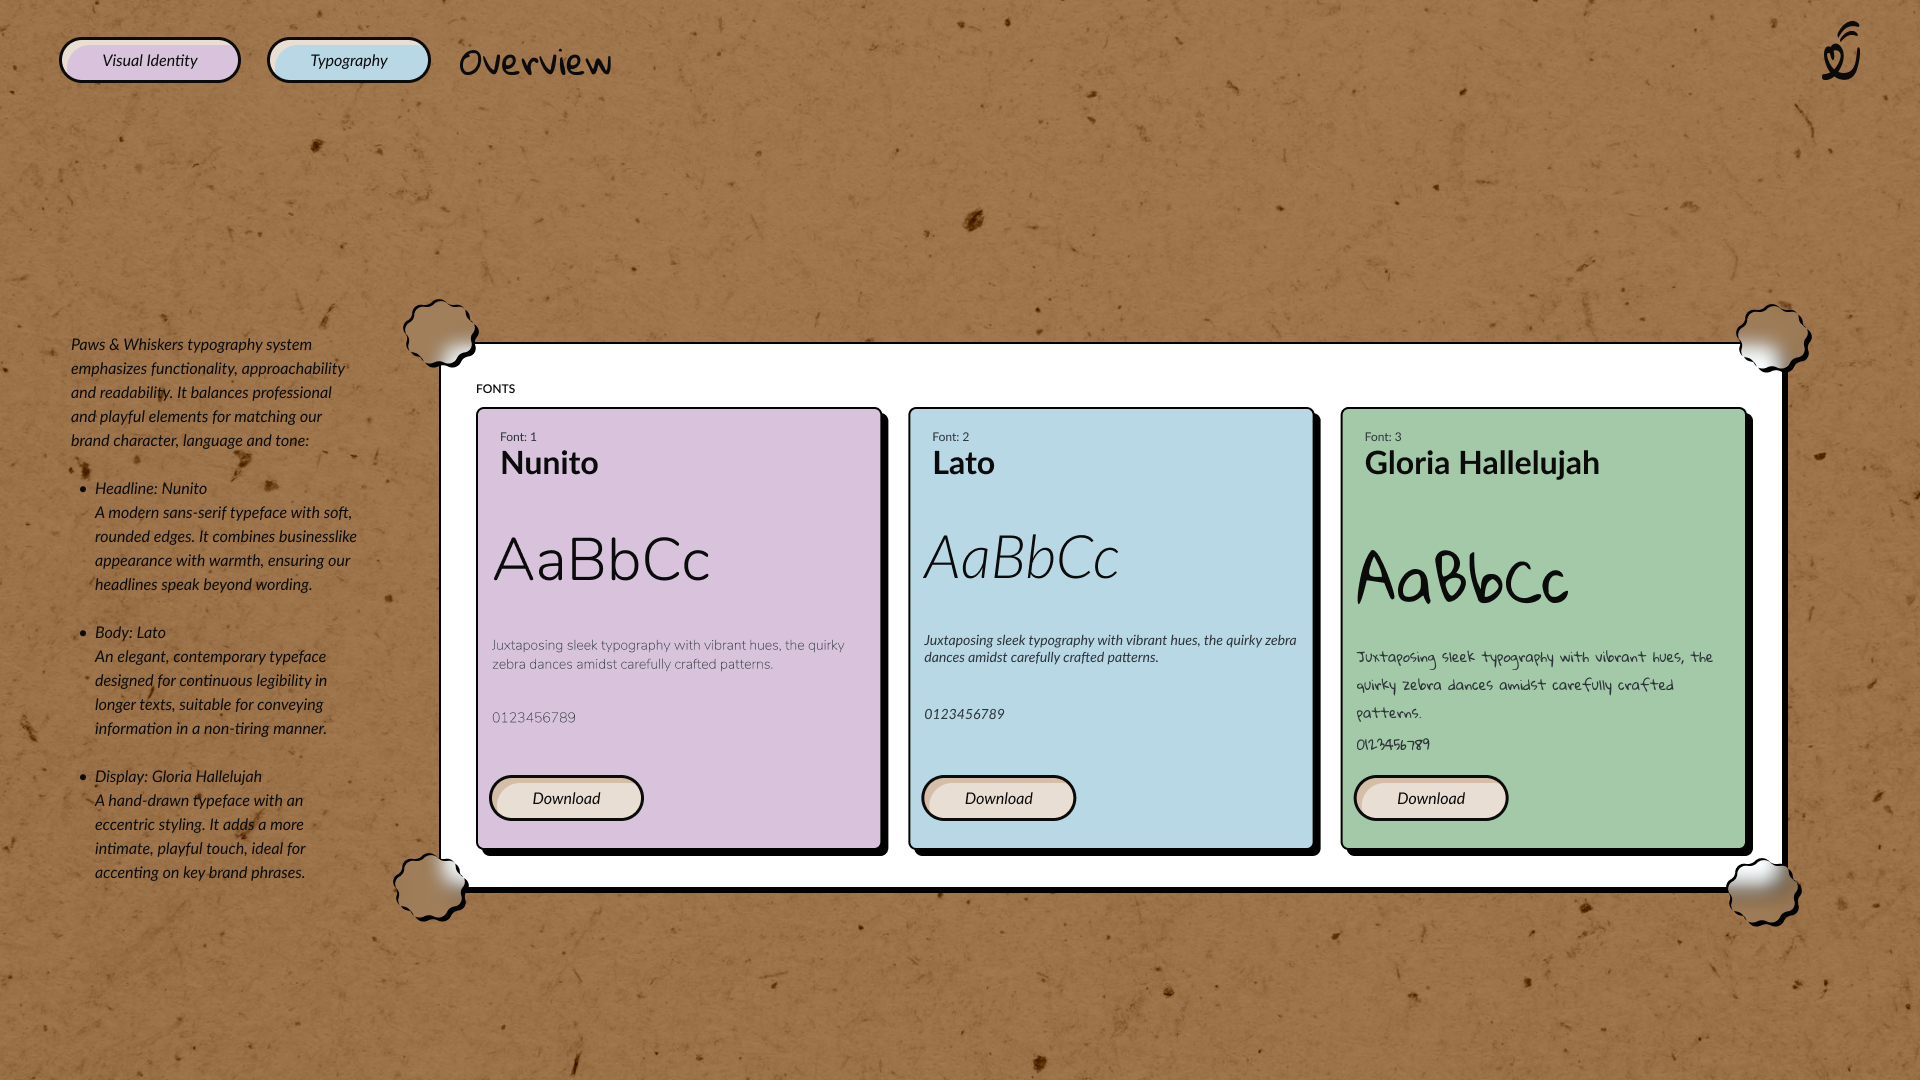 Visual Identity
Typography
Overview
Paws & Whiskers typography system
emphasizes functionality, approachability
and readability. It balances professional
and playful elements for matching our
brand character, language and tone:
• Headline: Nunito
A modern sans-serif typeface with soft,
rounded edges. It combines businesslike
appearance with warmth, ensuring our
headlines speak beyond wording.
• Body: Lato
An elegant, contemporary typeface
designed for continuous legibility in
longer texts, suitable for conveying
information in a non-tiring manner.
• Display: Gloria Hallelujah
A hand-drawn typeface with an
eccentric styling. It adds a more
intimate, playful touch, ideal for
accenting on key brand phrases.
FONTS
Font: 1
Nunito
AaBbCc
Juxtaposing sleek typography with vibrant hues, the quirky
zebra dances amidst carefully crafted patterns.
0123456789
Download
Font: 2
Lato
AaBbCc
Juxtaposing sleek typography with vibrant hues, the quirky zebra
dances amidst carefully crafted patterns.
0123456789
Download
Font: 3
Gloria Hallelujah
AaBbCc
Juxtaposing sleek typography with vibrant hues, the
quirky zebra dances amidst carefully crafted
patterns.
0123456789
Download